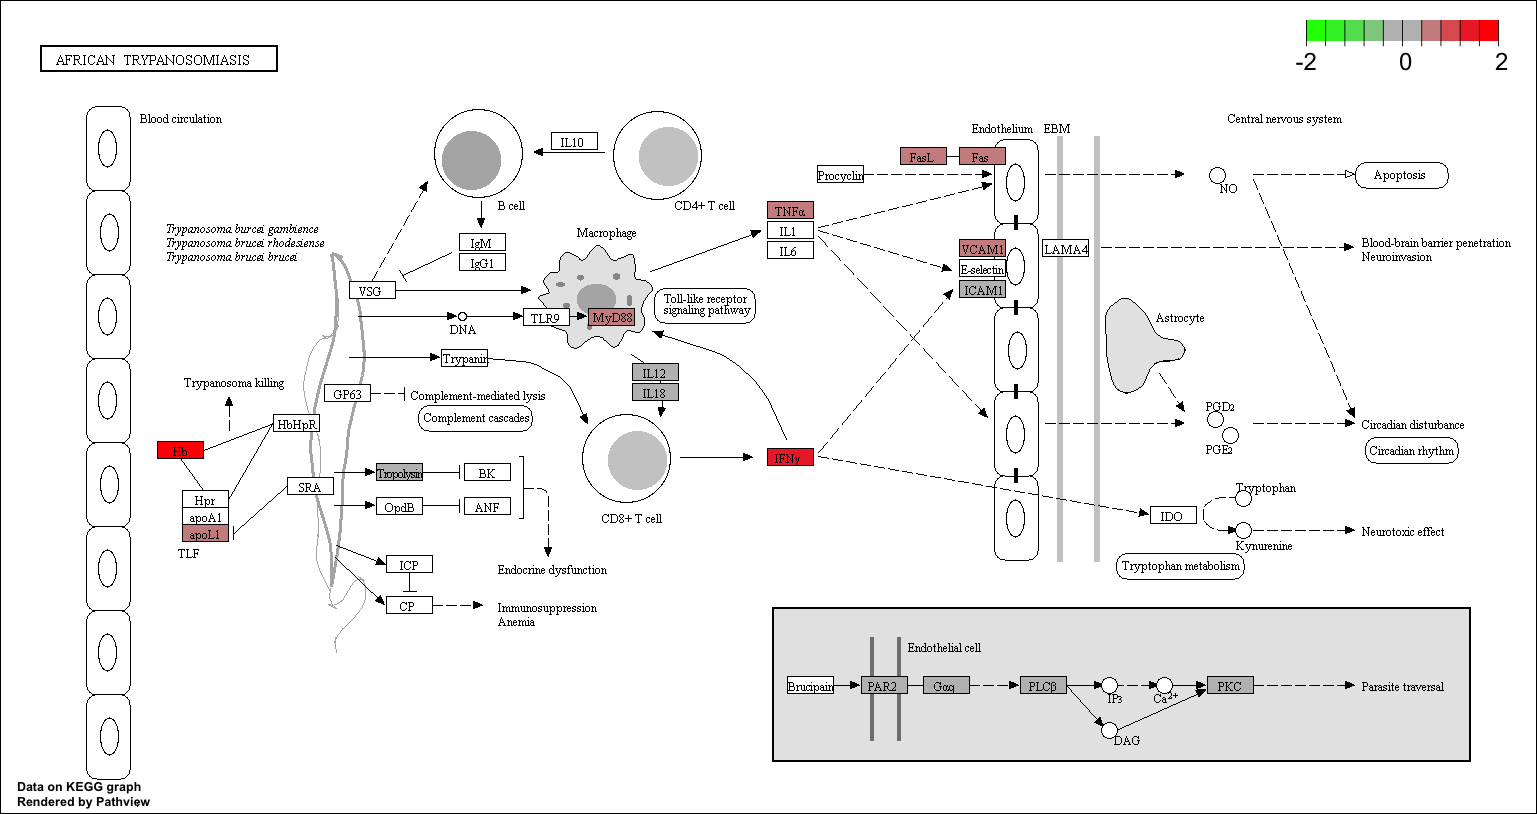 AFRICAN TRYPANOSOMIASIS
-2 0 2
Blood circulation
IL10
B cell
CD4+ T cell
Endothelium
EBM
Central nervous system
FasL
Fas
Procyclin
NO
Apoptosis
Trypanosoma burcei gambience
Trypanosoma burcei rhodesiense
Trypanosoma brucei brucei
IgM
IgG1
Macrophage
TNFα
IL1
IL6
VCAM1
E-selectin
ICAM1
LAMA4
Blood-brain barrier penetration
Neuroinvasion
VSG
DNA
TLR9
MyD88
Toll-like receptor
signaling pathway
Astrocyte
Trypanin
IL12
IL18
Trypanosoma killing
GP63
Complement-mediated lysis
Complement cascades
HbHpR
Hb
PGD2
PGE2
Circadian disturbance
Circadian rhythm
IFNγ
Tropolysin
BK
SRA
Hpr
apoA1
apoL1
TLF
OpdB
ANF
CD8+ T cell
IDO
Tryptophan
Kynurenine
Neurotoxic effect
Tryptophan metabolism
ICP
CP
Endocrine dysfunction
Immunosuppression
Anemia
Endothelial cell
Brucipain
PAR2
Gαq
PLCβ
IP3
Ca2+
PKC
DAG
Parasite traversal
Data on KEGG graph
Rendered by Pathview